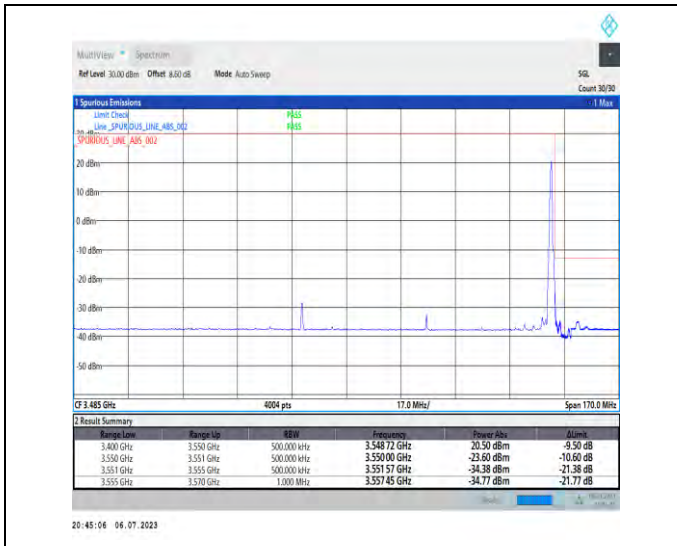 MultiView Spectrum
Ref Level 30.00 dBm Offset 8.60 dB Mode Auto Sweep SGL
Count 30/30
1 Spurious Emissions 1 Max
Limit Check PASS
Line _SPURIOUS_LINE_ABS_002 PASS
_SPURIOUS_LINE_ABS_002
20 dBm
10 dBm
0 dBm
-10 dBm
-20 dBm
-30 dBm
-40 dBm
-50 dBm
CF 3.485 GHz 4004 pts 17.0 MHz/ Span 170.0 MHz
2 Result Summary
Range Low Range Up RBW Frequency Power Abs ΔLimit
3.400 GHz 3.550 GHz 500.000 kHz 3.548 72 GHz 20.50 dBm -9.50 dB
3.550 GHz 3.551 GHz 500.000 kHz 3.550 00 GHz -23.60 dBm -10.60 dB
3.551 GHz 3.555 GHz 500.000 kHz 3.551 57 GHz -34.38 dBm -21.38 dB
3.555 GHz 3.570 GHz 1.000 MHz 3.557 45 GHz -34.77 dBm -21.77 dB
20:45:06 06.07.2023